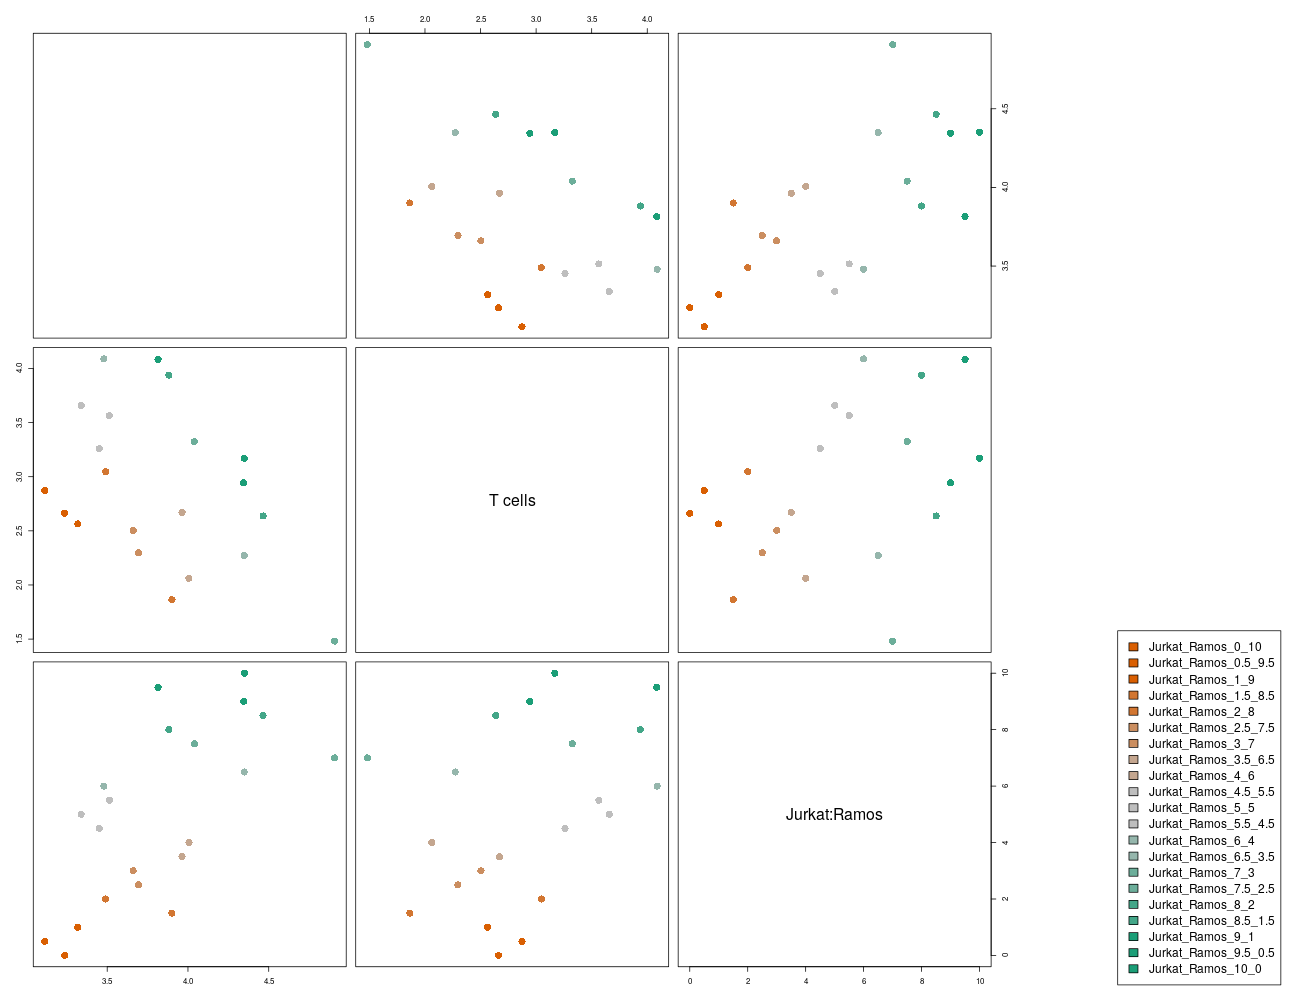 1.5 2.0 2.5 3.0 3.5 4.0
4.5
4.0
3.5
4.0
3.5
3.0
2.5
2.0
1.5
T cells
Jurkat:Ramos
10
8
6
4
2
0
3.5 4.0 4.5
0 2 4 6 8 10
Jurkat_Ramos_0_10
Jurkat_Ramos_0.5_9.5
Jurkat_Ramos_1_9
Jurkat_Ramos_1.5_8.5
Jurkat_Ramos_2_8
Jurkat_Ramos_2.5_7.5
Jurkat_Ramos_3_7
Jurkat_Ramos_3.5_6.5
Jurkat_Ramos_4_6
Jurkat_Ramos_4.5_5.5
Jurkat_Ramos_5_5
Jurkat_Ramos_5.5_4.5
Jurkat_Ramos_6_4
Jurkat_Ramos_6.5_3.5
Jurkat_Ramos_7_3
Jurkat_Ramos_7.5_2.5
Jurkat_Ramos_8_2
Jurkat_Ramos_8.5_1.5
Jurkat_Ramos_9_1
Jurkat_Ramos_9.5_0.5
Jurkat_Ramos_10_0